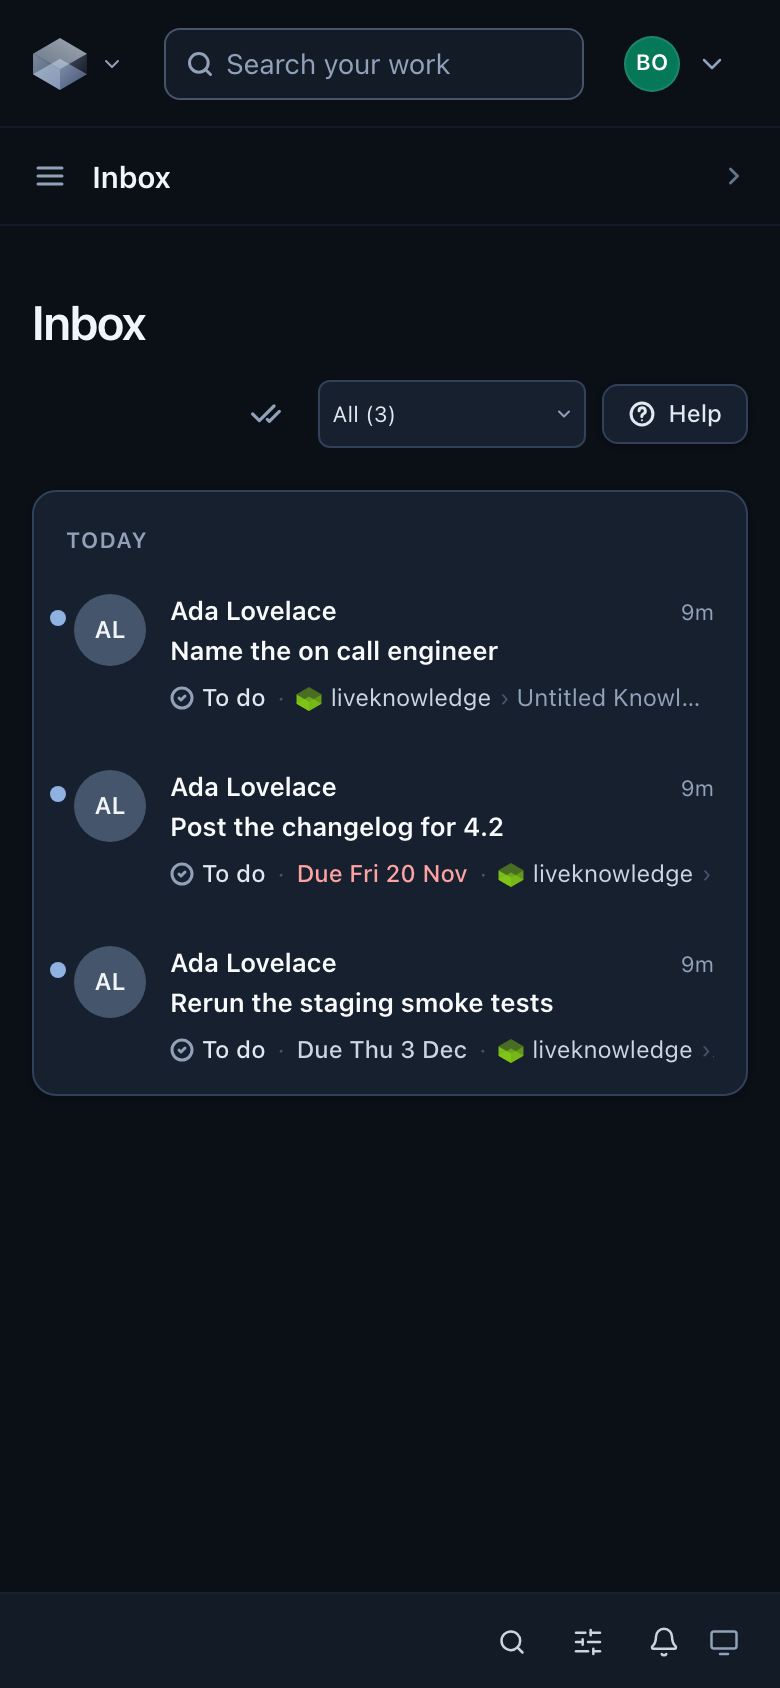 Search your work
BO
Inbox
Inbox
All (3)
Help
TODAY
AL
Ada Lovelace
9m
Name the on call engineer
To do · liveknowledge › Untitled Knowl...
AL
Ada Lovelace
9m
Post the changelog for 4.2
To do · Due Fri 20 Nov · liveknowledge ›
AL
Ada Lovelace
9m
Rerun the staging smoke tests
To do · Due Thu 3 Dec · liveknowledge ›